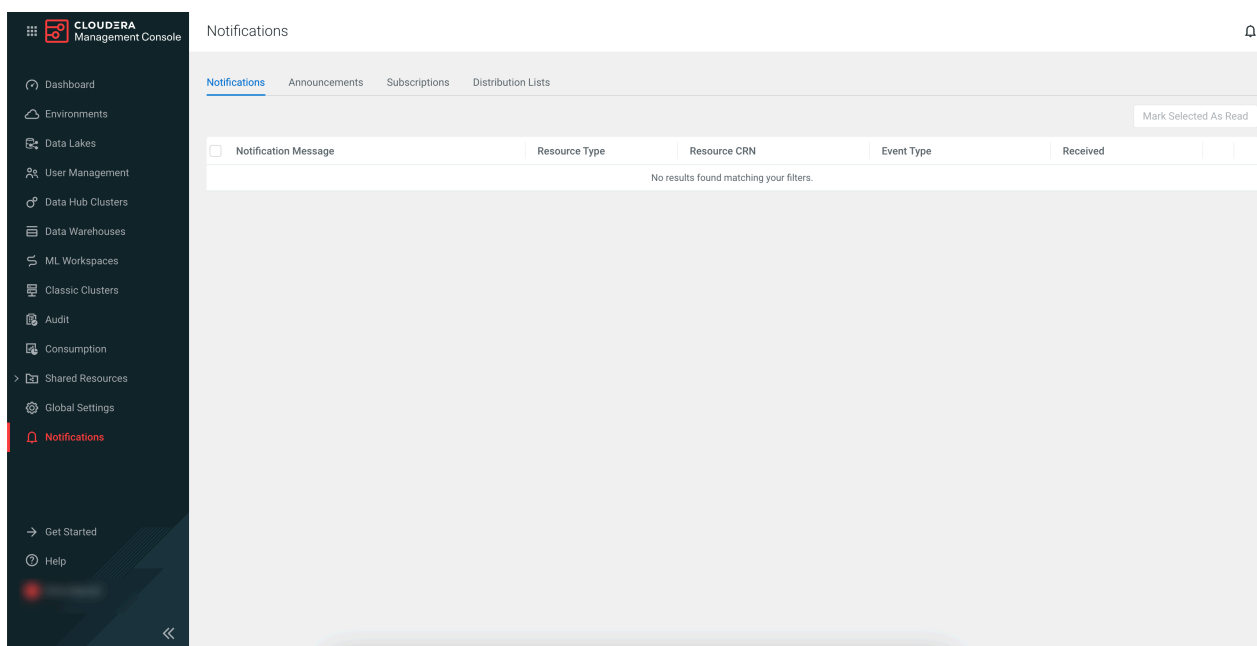 CLOUDERA
Management Console
Notifications
Dashboard
Environments
Data Lakes
User Management
Data Hub Clusters
Data Warehouses
ML Workspaces
Classic Clusters
Audit
Consumption
Shared Resources
Global Settings
Notifications
Get Started
Help
Notifications Announcements Subscriptions Distribution Lists
Mark Selected As Read
Notification Message Resource Type Resource CRN Event Type Received
No results found matching your filters.